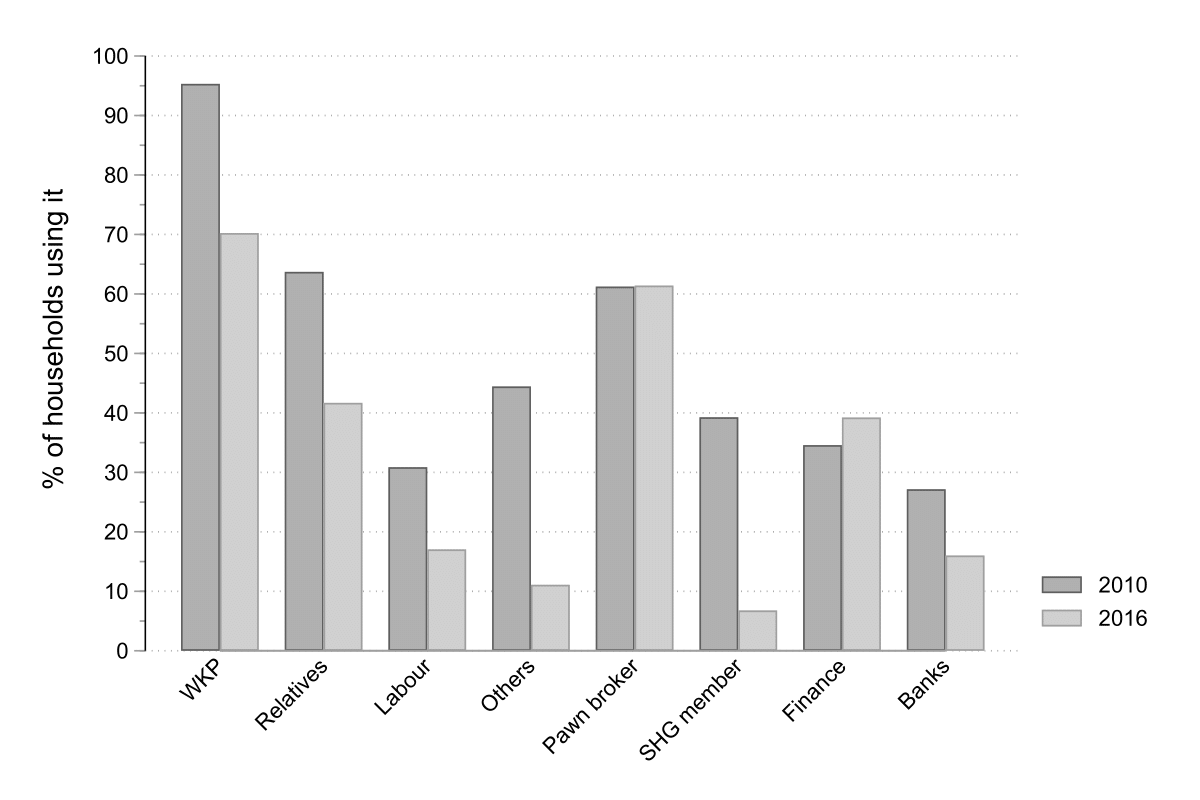 % of households using it
100
90
80
70
60
50
40
30
20
10
0
WKP
Relatives
Labour
Others
Pawn broker
SHG member
Finance
Banks
2010
2016